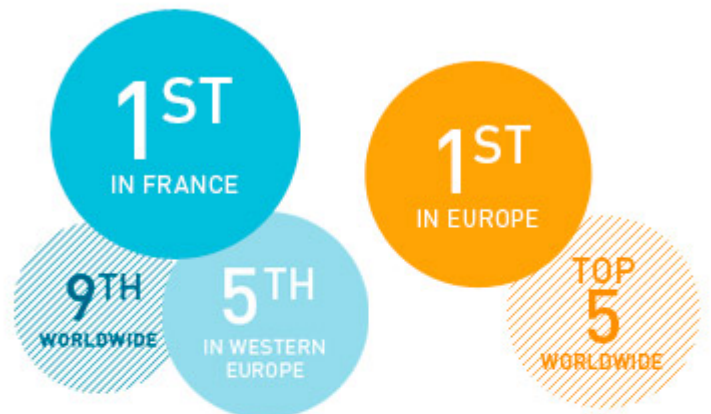 1ST
IN FRANCE
9TH
WORLDWIDE
5TH
IN WESTERN
EUROPE
1ST
IN EUROPE
TOP
5
WORLDWIDE